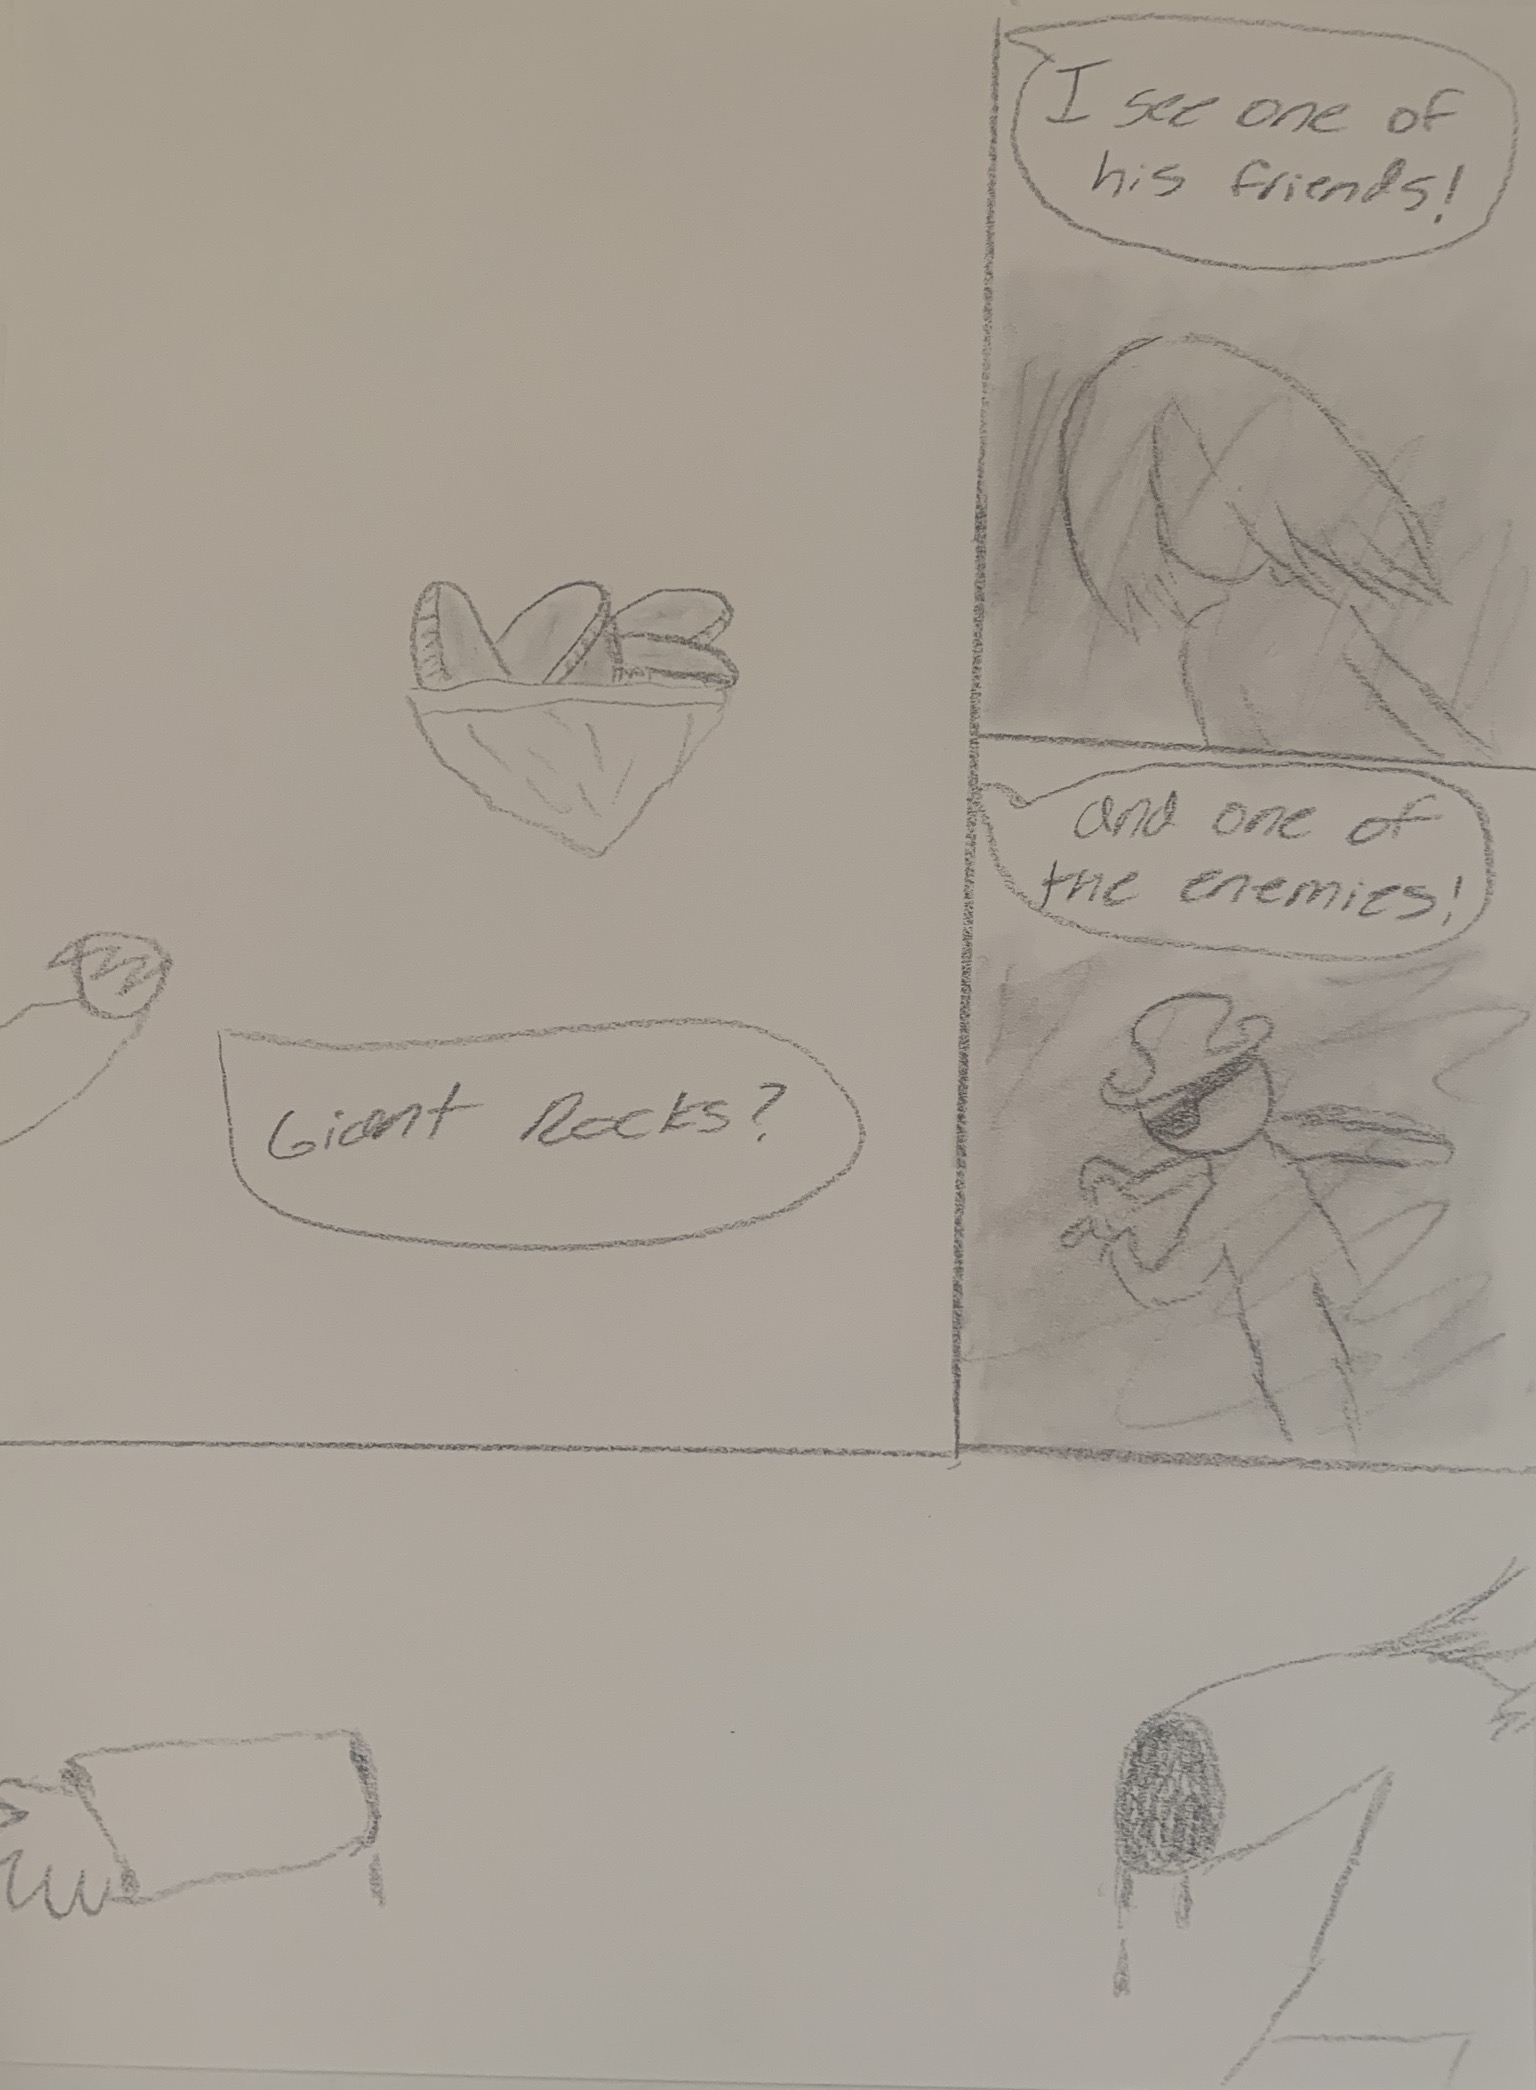 I see one of
his friends!
and one of
the enemies!
Giant Rocks?